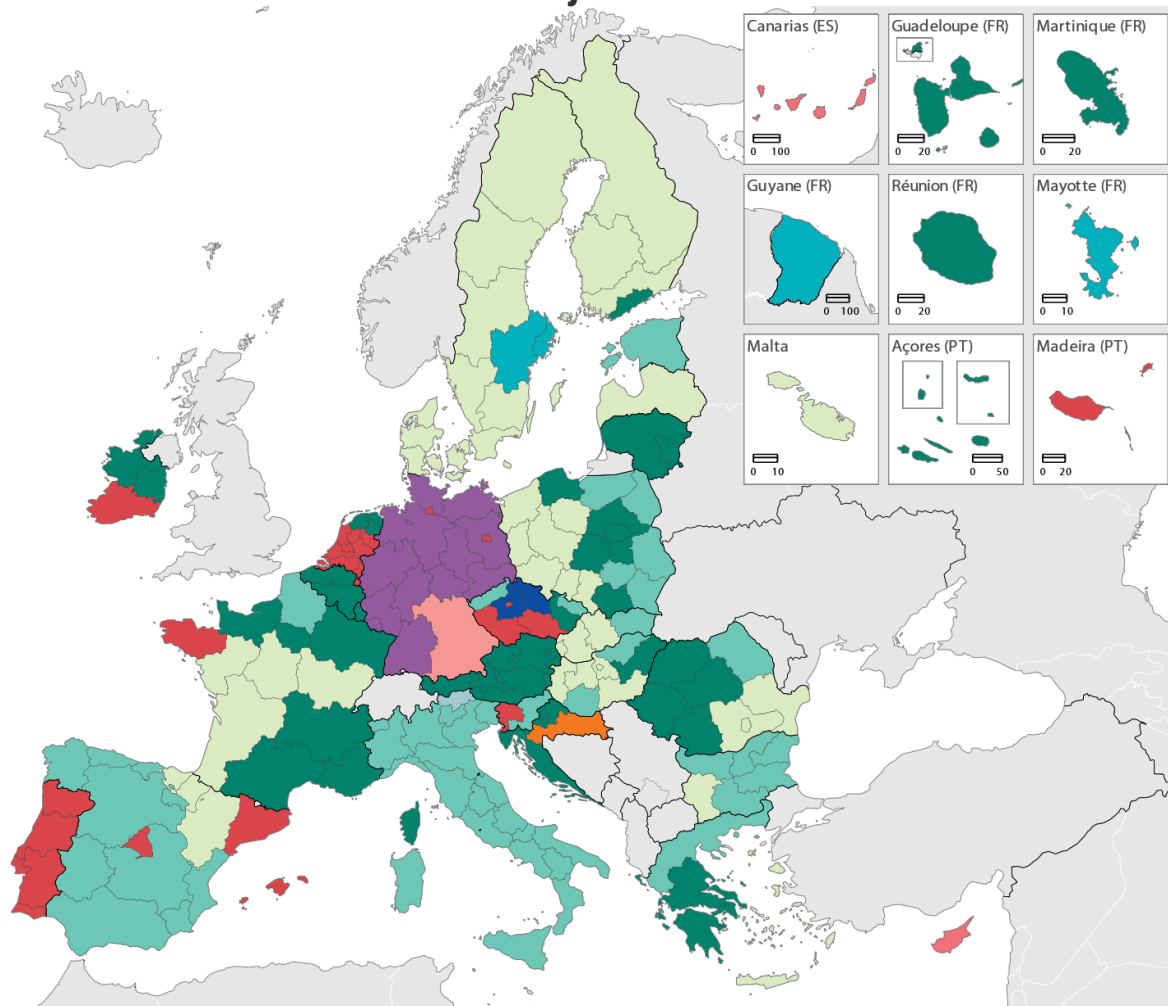 Canarias (ES)
0 100
Guadeloupe (FR)
0 20
Martinique (FR)
0 20
Guyane (FR)
0 100
Réunion (FR)
0 20
Mayotte (FR)
0 10
Malta
0 10
Açores (PT)
0 50
Madeira (PT)
0 20